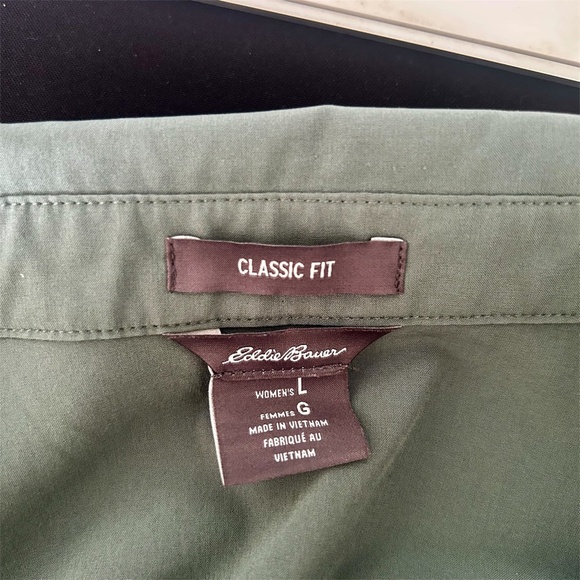 CLASSIC FIT
Eddie Bauer
WOMEN'S L
FEMMES G
MADE IN VIETNAM
FABRIQUÉ AU
VIETNAM